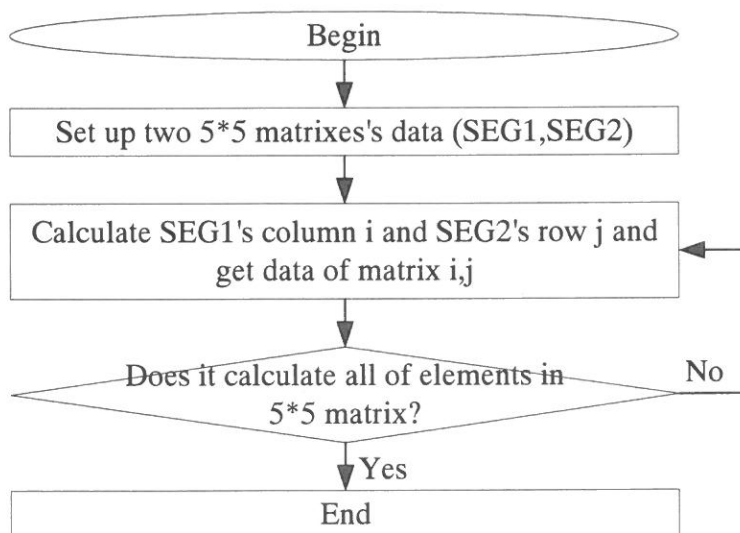 Begin
Set up two 5*5 matrixes's data (SEG1,SEG2)
Calculate SEG1's column i and SEG2's row j and
get data of matrix i,j
Does it calculate all of elements in
5*5 matrix?
No
Yes
End